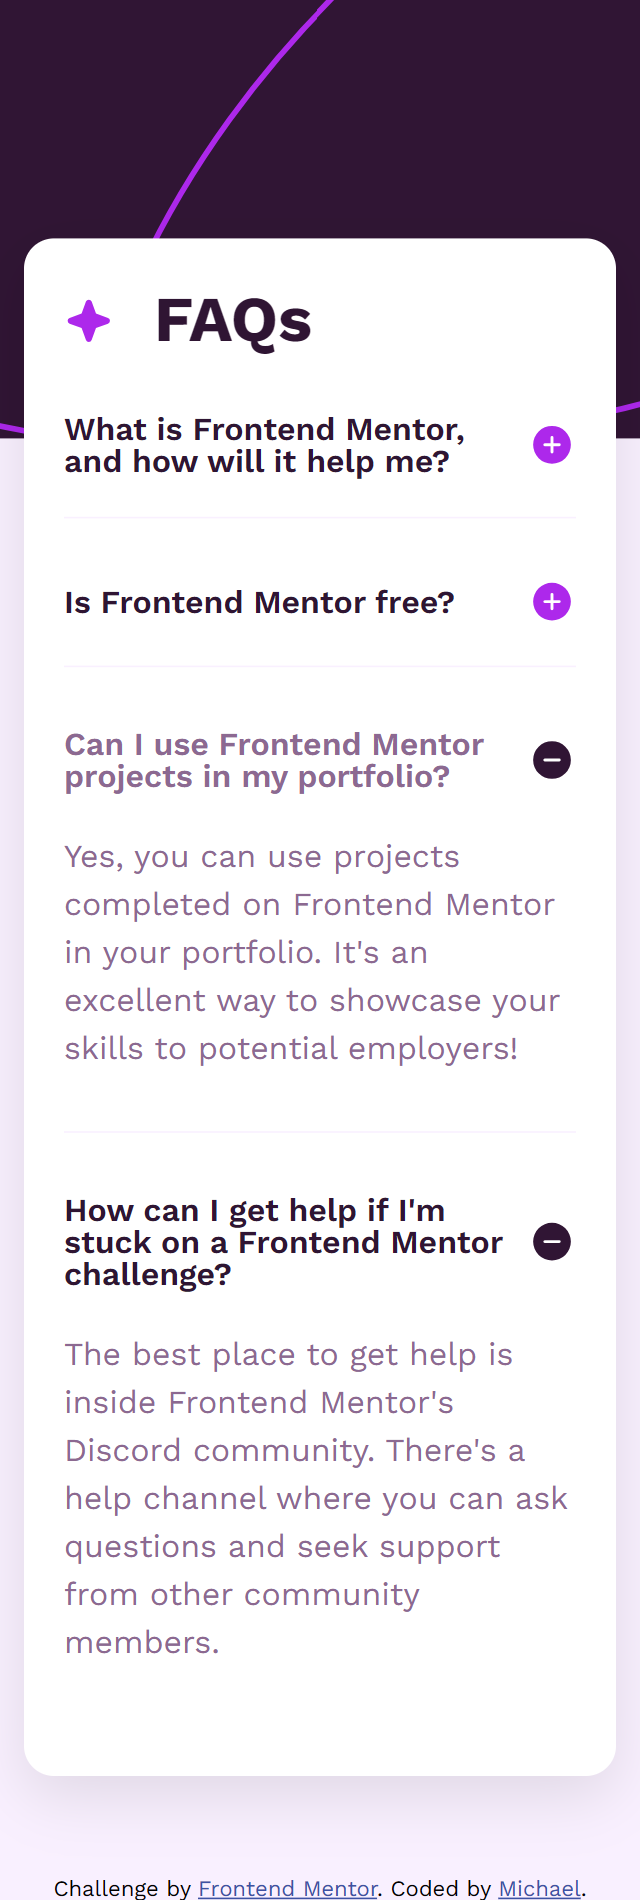 FAQs
What is Frontend Mentor,
and how will it help me?
Is Frontend Mentor free?
Can I use Frontend Mentor
projects in my portfolio?
Yes, you can use projects
completed on Frontend Mentor
in your portfolio. It's an
excellent way to showcase your
skills to potential employers!
How can I get help if I'm
stuck on a Frontend Mentor
challenge?
The best place to get help is
inside Frontend Mentor's
Discord community. There's a
help channel where you can ask
questions and seek support
from other community
members.
Challenge by Frontend Mentor. Coded by Michael.